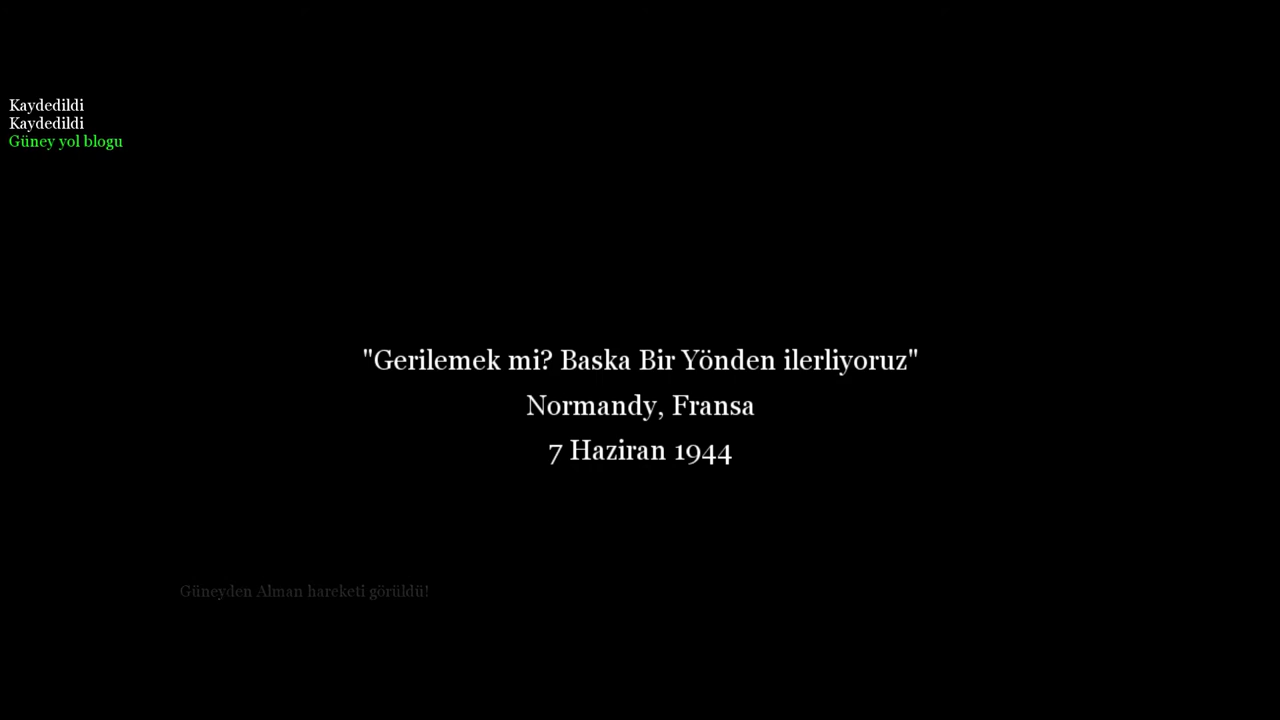 Kaydedildi
Kaydedildi
Güney yol blogu
"Gerilemek mi? Baska Bir Yönden ilerliyoruz"
Normandy, Fransa
7 Haziran 1944
Güneyden Alman hareketi görüldü!